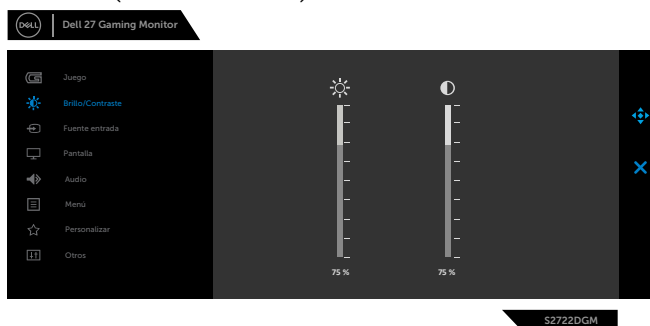 DELL
Dell 27 Gaming Monitor
Juego
Brillo/Contraste
Fuente entrada
Pantalla
Audio
Menú
Personalizar
Otros
75 % 75 %
S2722DGM